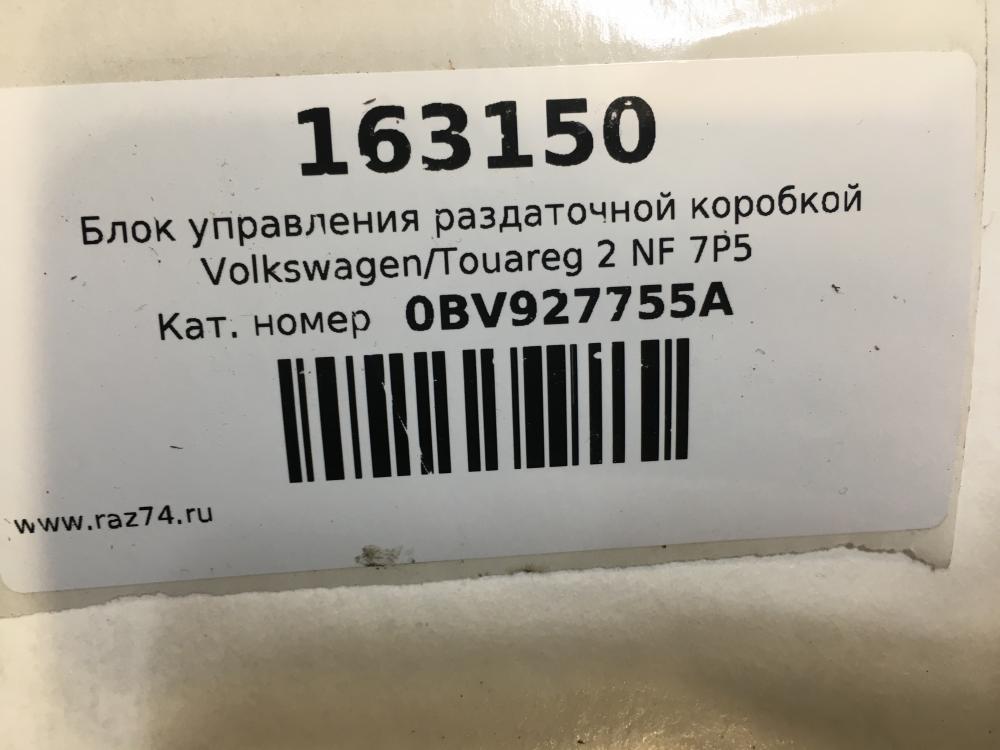 163150
Блок управления раздаточной коробкой
Volkswagen/Touareg 2 NF 7P5
Кат. номер 0BV927755A
www.raz74.ru